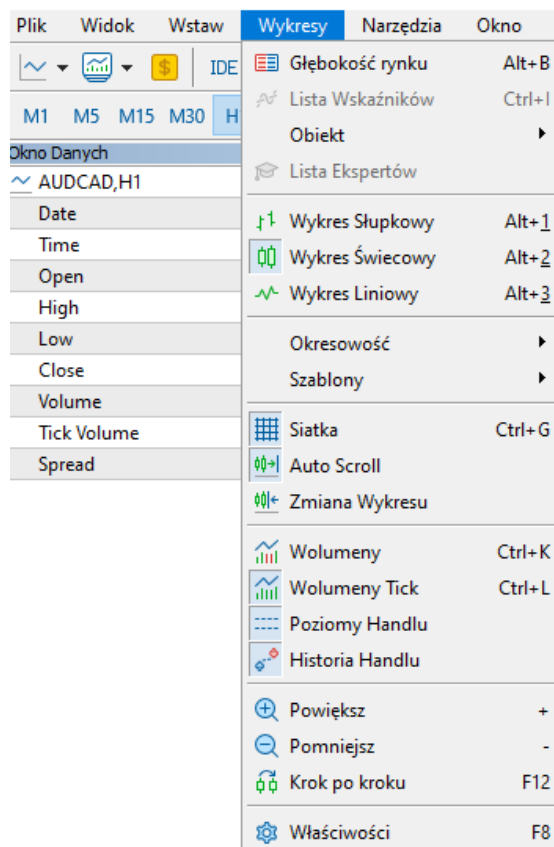 Plik Widok Wstaw Wykresy Narzędzia Okno
IDE
M1 M5 M15 M30
Okno Danych
AUDCAD,H1
Date
Time
Open
High
Low
Close
Volume
Tick Volume
Spread
Głębokość rynku Alt+B
Lista Wskaźników Ctrl+I
Obiekt
Lista Ekspertów
Wykres Słupkowy Alt+1
Wykres Świecowy Alt+2
Wykres Liniowy Alt+3
Okresowość
Szablony
Siatka Ctrl+G
Auto Scroll
Zmiana Wykresu
Wolumeny Ctrl+K
Wolumeny Tick Ctrl+L
Poziomy Handlu
Historia Handlu
Powiększ +
Pomniejsz -
Krok po kroku F12
Właściwości F8